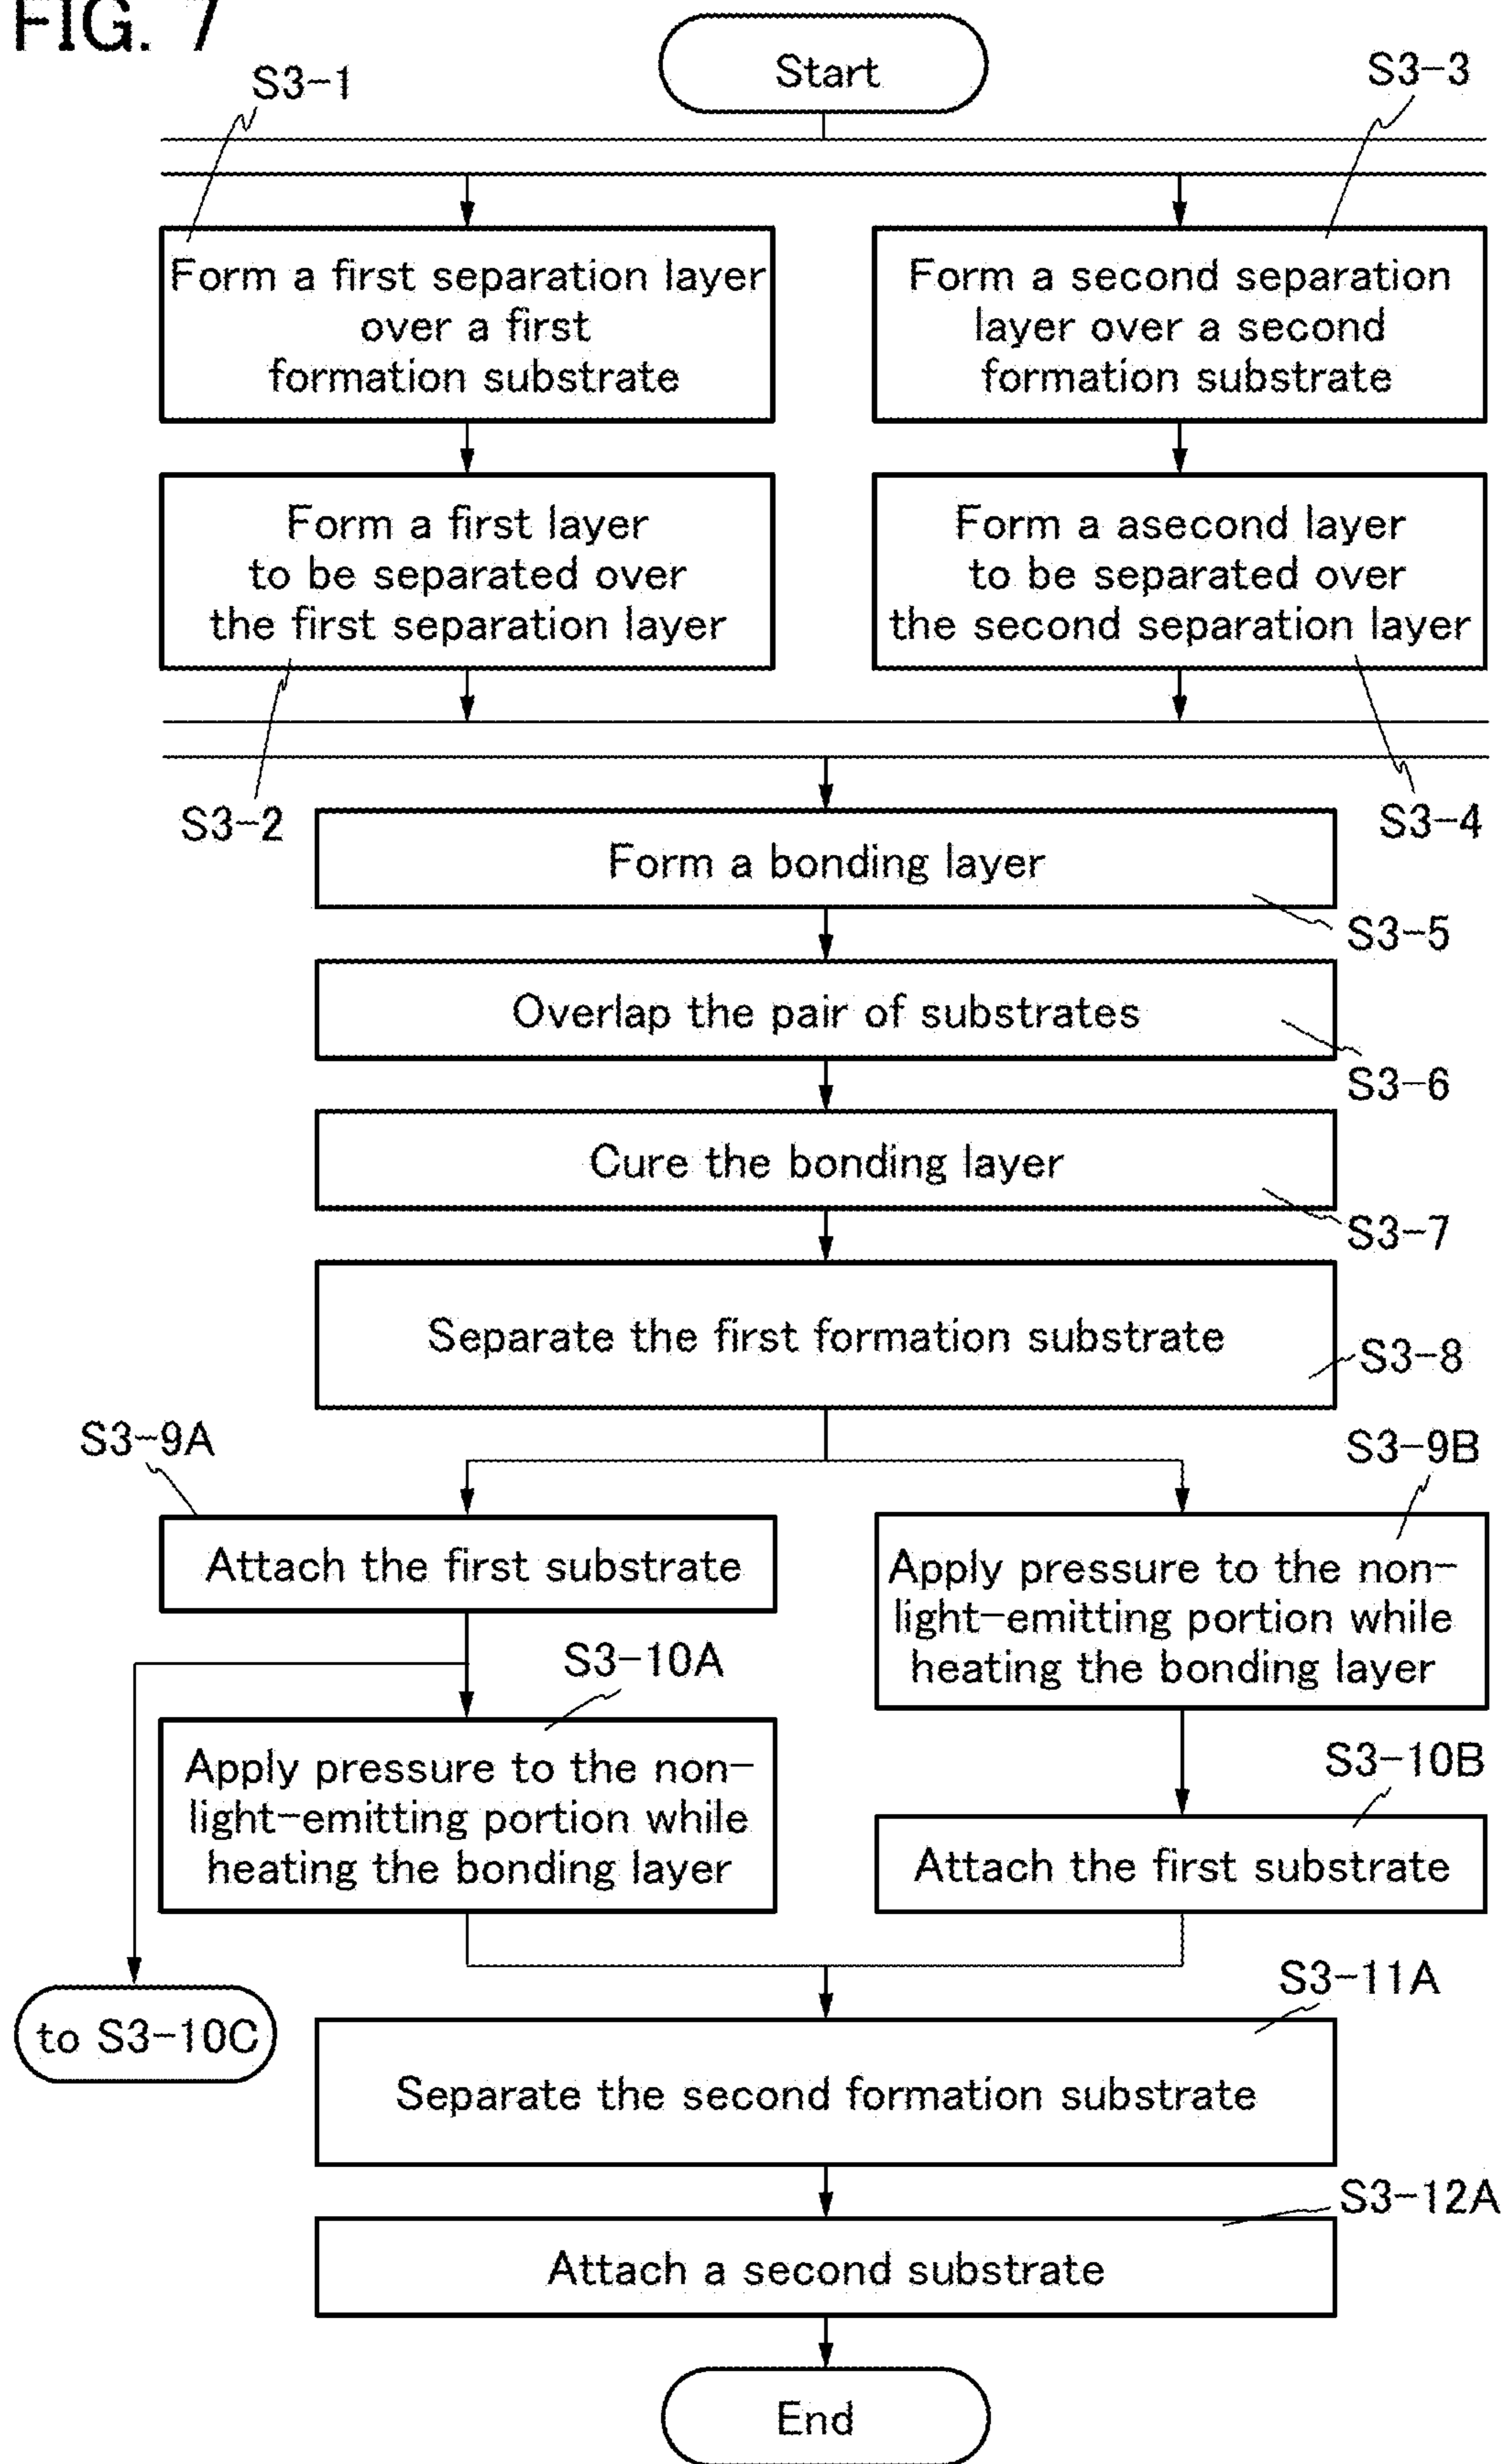 FIG. 7
Start
S3-1
S3-3
Form a first separation layer
over a first
formation substrate
Form a second separation
layer over a second
formation substrate
Form a first layer
to be separated over
the first separation layer
Form a asecond layer
to be separated over
the second separation layer
S3-2
S3-4
Form a bonding layer
S3-5
Overlap the pair of substrates
S3-6
Cure the bonding layer
S3-7
Separate the first formation substrate
S3-8
S3-9A
S3-9B
Attach the first substrate
Apply pressure to the non-
light-emitting portion while
heating the bonding layer
S3-10A
Apply pressure to the non-
light-emitting portion while
heating the bonding layer
S3-10B
Attach the first substrate
to S3-10C
S3-11A
Separate the second formation substrate
S3-12A
Attach a second substrate
End